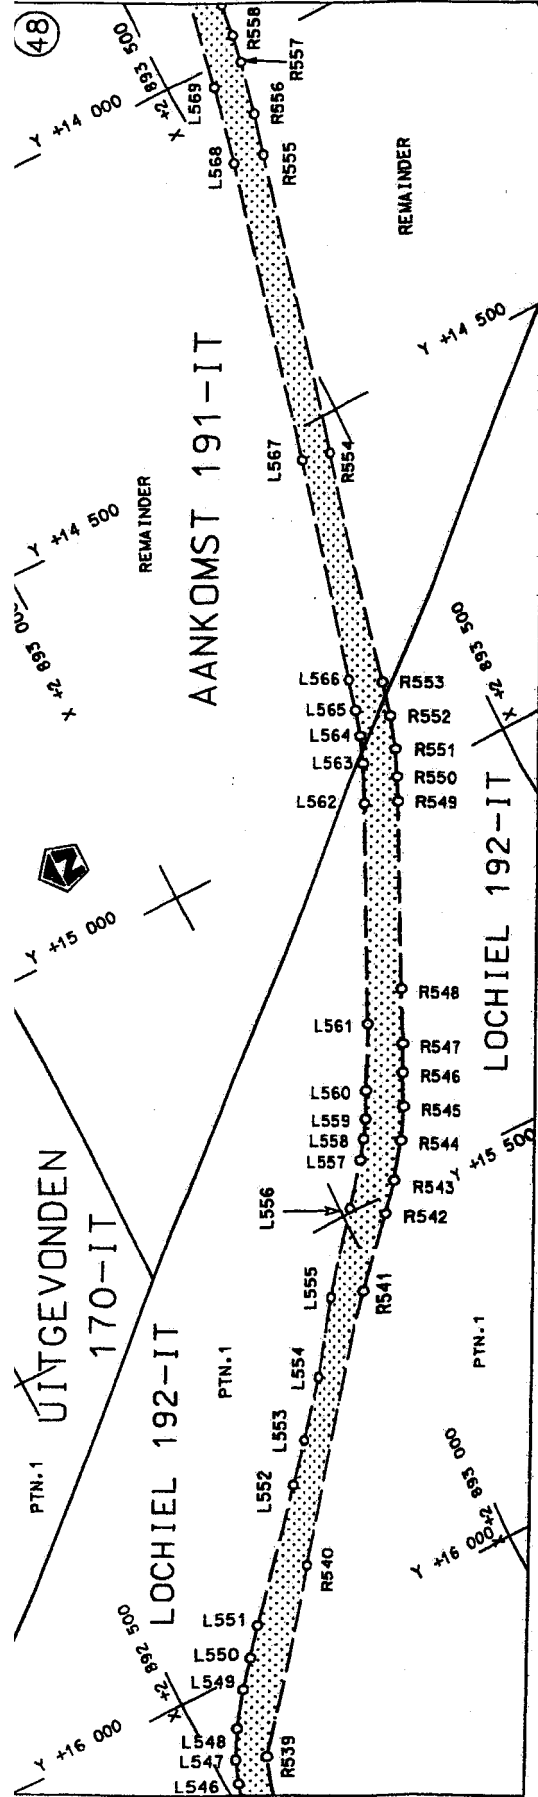 48
X +2 893 500
Y +14 000
L569
L568
R558
R557
R556
R555
REMAINDER
Y +14 500
AANKOMST 191-IT
L567
R554
REMAINDER
Y +14 500
X +2 893
L566
R553
L565
R552
L564
R551
L563
R550
L562
R549
X +2 893 500
LOCHIEL 192-IT
N
Y +15 000
L561
R548
R547
L560
R546
L559
R545
L558
R544
L557
Y +15 500
R543
L556
R542
UITGEVONDEN
170-IT
L555
R541
PTN.1
L554
PTN.1
L553
LOCHIEL 192-IT
PTN.1
L552
X +2 893 000
Y +16 000
R540
L551
X +2 892 500
L550
L549
L548
R539
L547
Y +16 000
L546